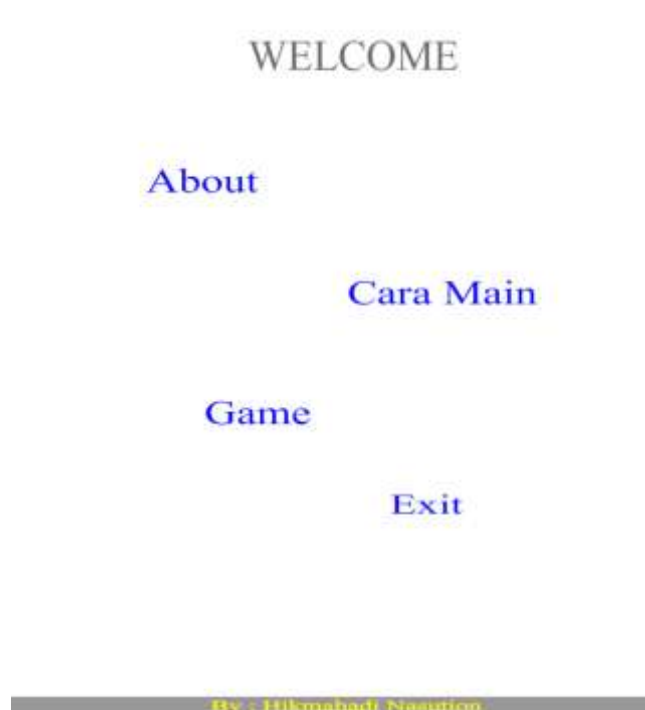 WELCOME
About
Cara Main
Game
Exit
By : Hikmahadi Nasution